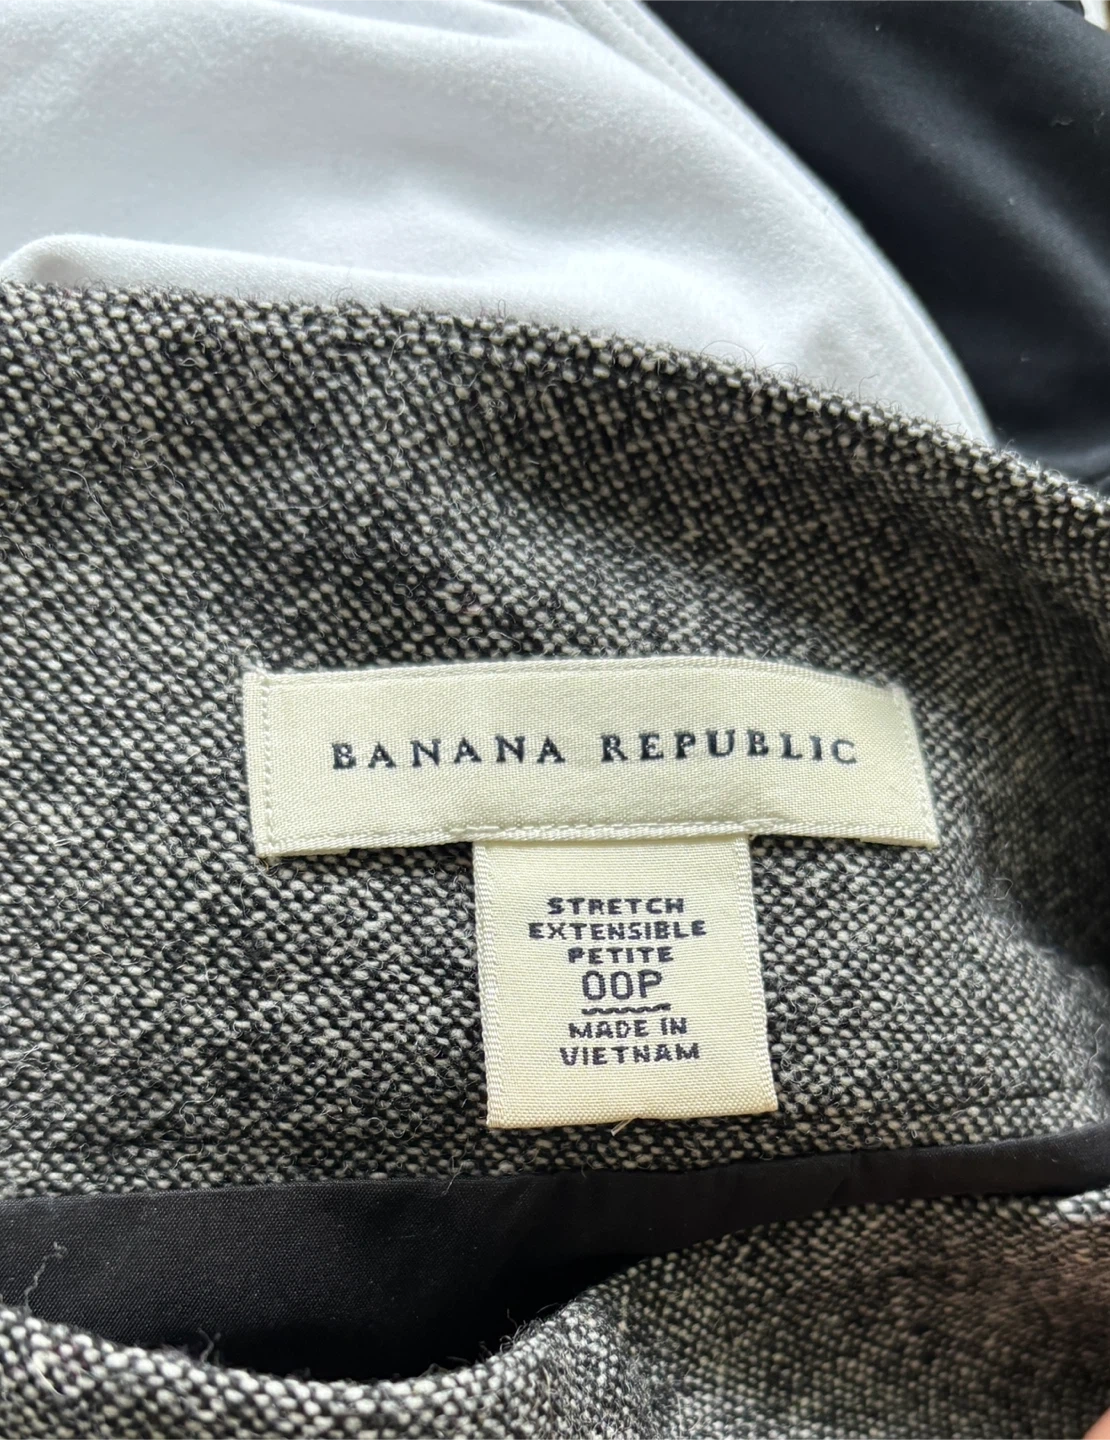 BANANA REPUBLIC
STRETCH
EXTENSIBLE
PETITE
00P
MADE IN
VIETNAM